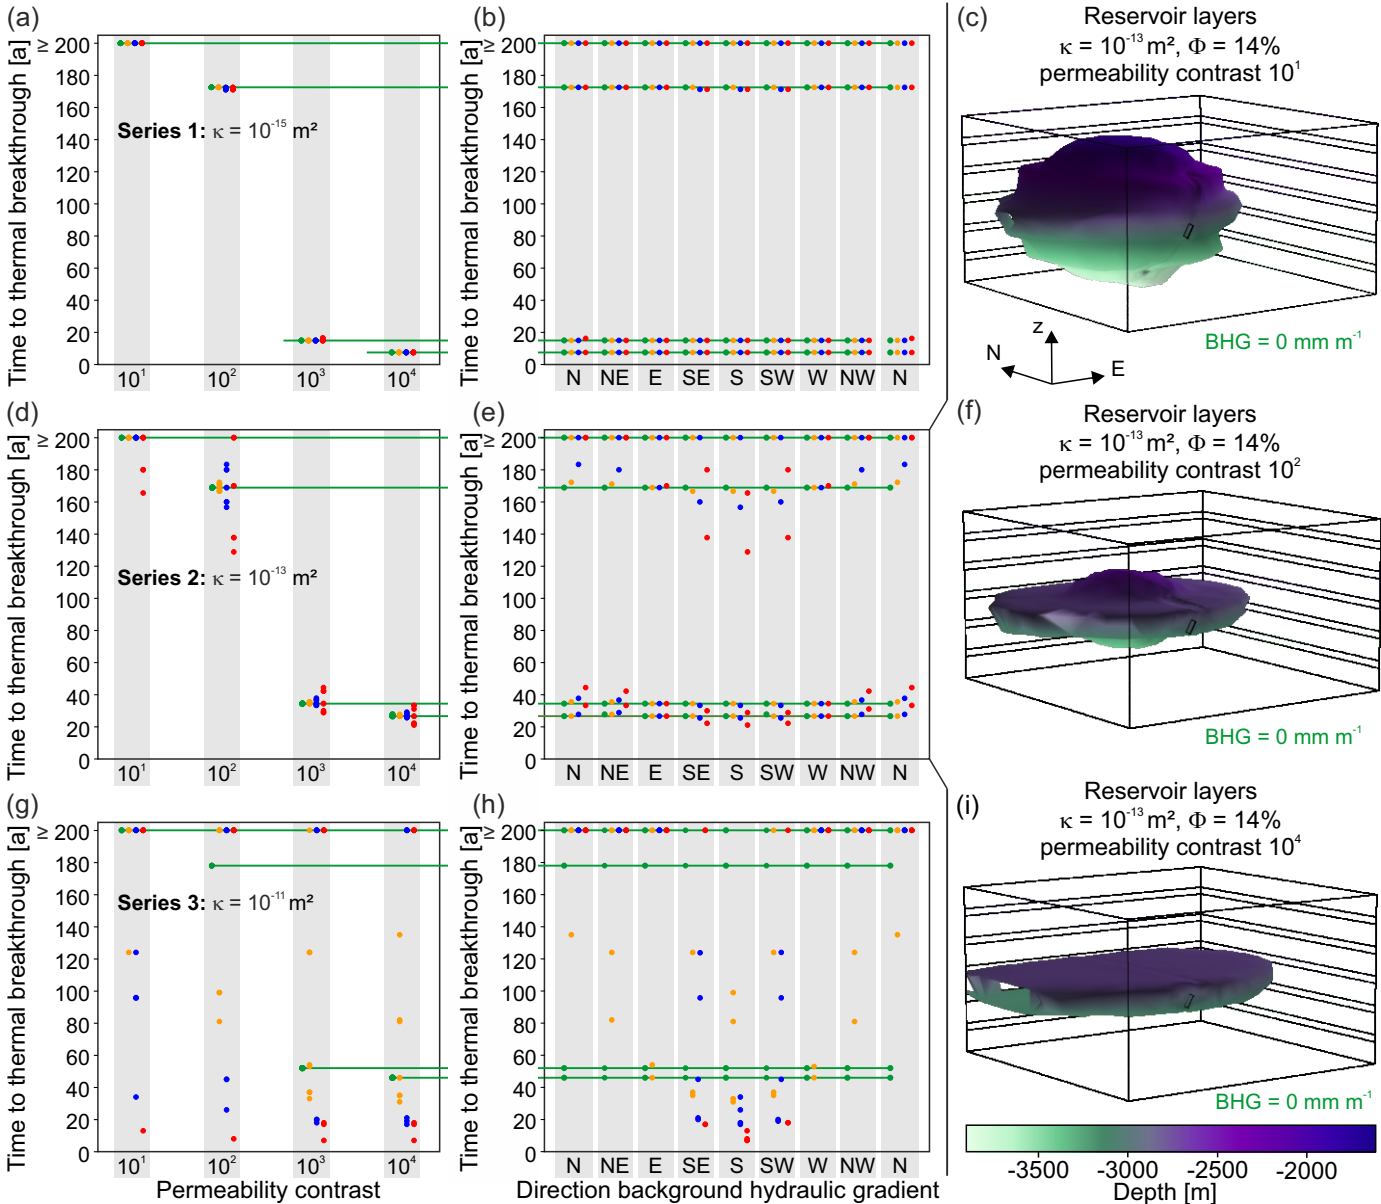 (a)
Time to thermal breakthrough [a]
≥ 200
180
160
140
120
100
80
60
40
20
0
Series 1: κ = 10⁻¹⁵ m²
10¹ 10² 10³ 10⁴
(b)
Time to thermal breakthrough [a]
≥ 200
180
160
140
120
100
80
60
40
20
0
N NE E SE S SW W NW N
(c)
Reservoir layers
κ = 10⁻¹³ m², Φ = 14%
permeability contrast 10¹
z
N
E
BHG = 0 mm m⁻¹
(d)
Time to thermal breakthrough [a]
≥ 200
180
160
140
120
100
80
60
40
20
0
Series 2: κ = 10⁻¹³ m²
10¹ 10² 10³ 10⁴
(e)
Time to thermal breakthrough [a]
≥ 200
180
160
140
120
100
80
60
40
20
0
N NE E SE S SW W NW N
(f)
Reservoir layers
κ = 10⁻¹³ m², Φ = 14%
permeability contrast 10²
BHG = 0 mm m⁻¹
(g)
Time to thermal breakthrough [a]
≥ 200
180
160
140
120
100
80
60
40
20
0
Series 3: κ = 10⁻¹¹ m²
10¹ 10² 10³ 10⁴
Permeability contrast
(h)
Time to thermal breakthrough [a]
≥ 200
180
160
140
120
100
80
60
40
20
0
N NE E SE S SW W NW N
Direction background hydraulic gradient
(i)
Reservoir layers
κ = 10⁻¹³ m², Φ = 14%
permeability contrast 10⁴
BHG = 0 mm m⁻¹
-3500 -3000 -2500 -2000
Depth [m]